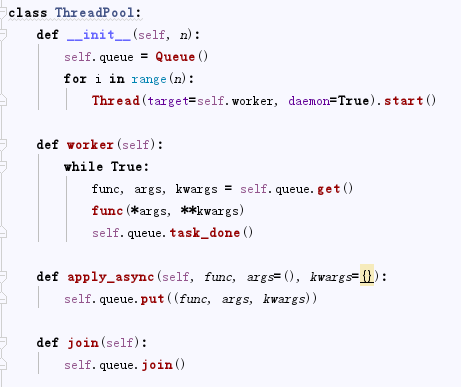 class ThreadPool:
    def __init__(self, n):
        self.queue = Queue()
        for i in range(n):
            Thread(target=self.worker, daemon=True).start()
    def worker(self):
        while True:
            func, args, kwargs = self.queue.get()
            func(*args, **kwargs)
            self.queue.task_done()
    def apply_async(self, func, args=(), kwargs={}):
        self.queue.put((func, args, kwargs))
    def join(self):
        self.queue.join()